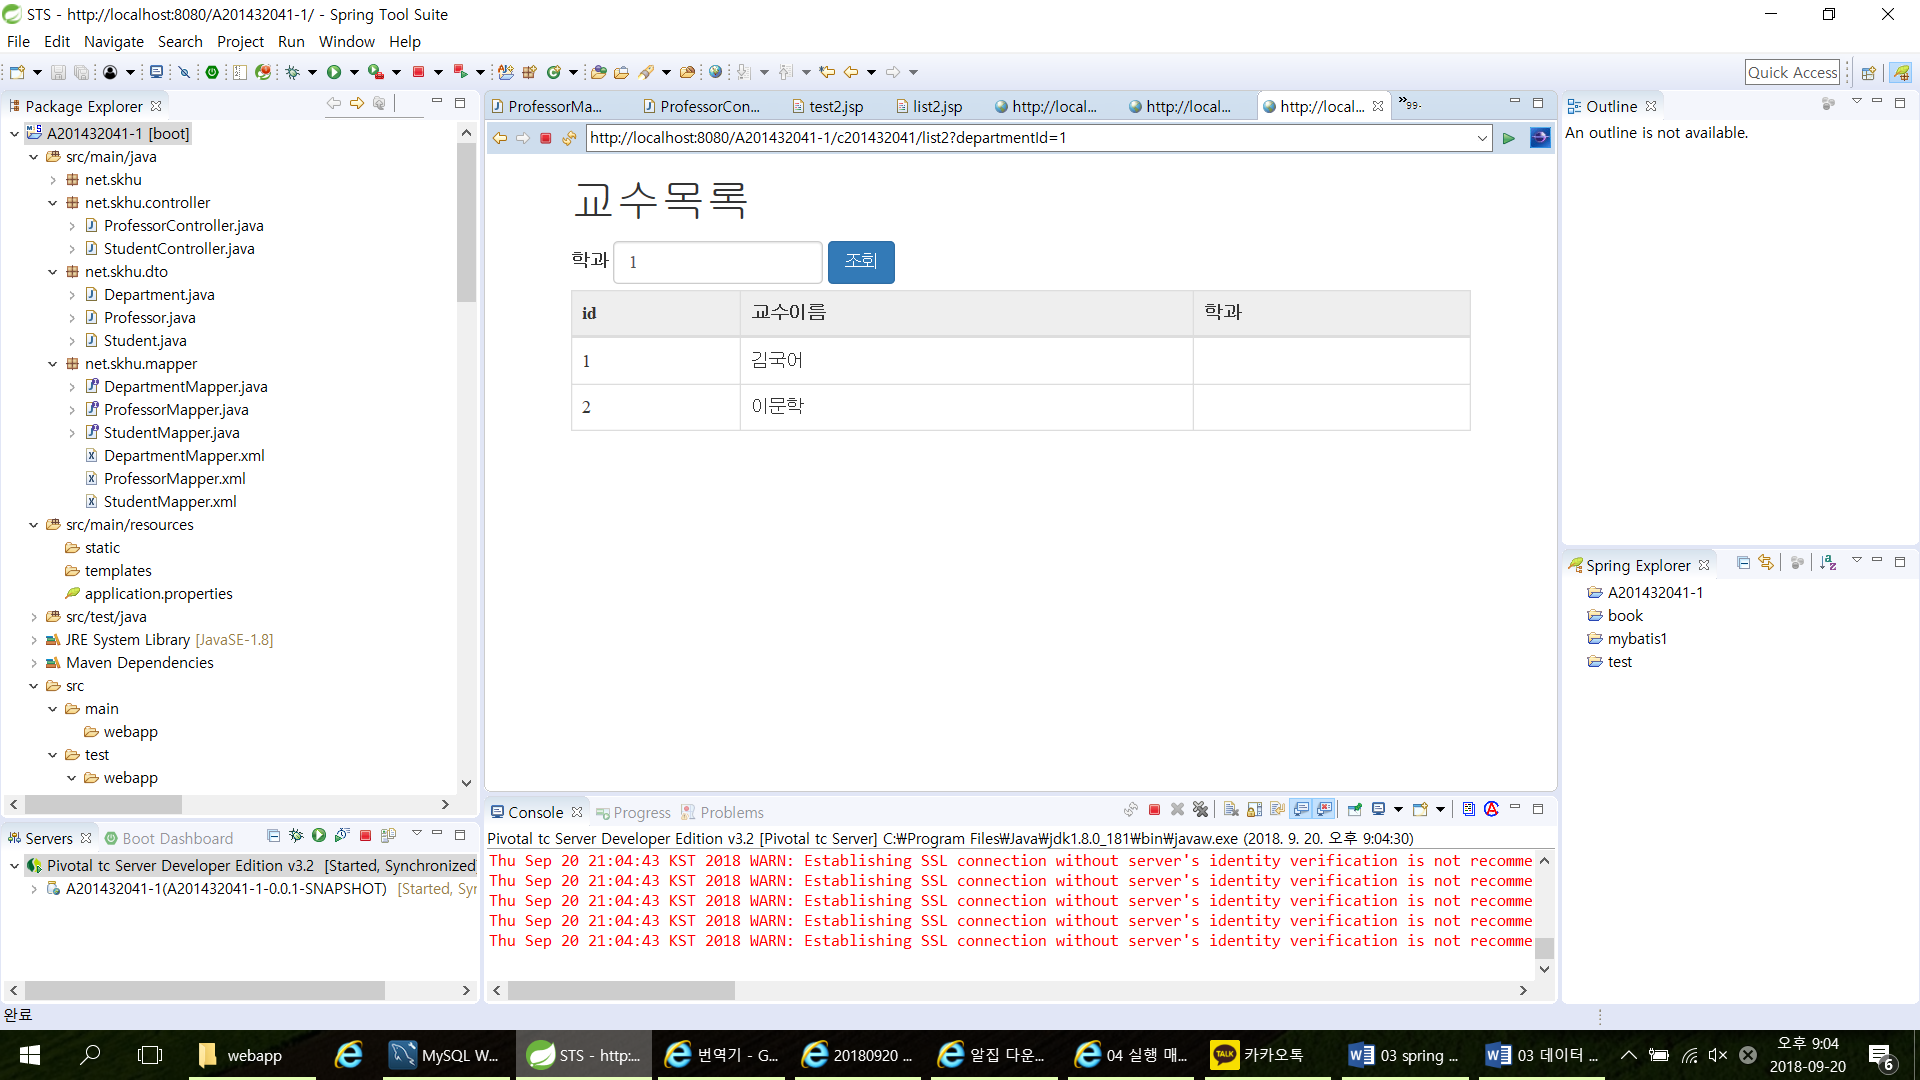 STS - http://localhost:8080/A201432041-1/ - Spring Tool Suite
File Edit Navigate Search Project Run Window Help
Quick Access
Package Explorer
A201432041-1 [boot]
src/main/java
net.skhu
net.skhu.controller
ProfessorController.java
StudentController.java
net.skhu.dto
Department.java
Professor.java
Student.java
net.skhu.mapper
DepartmentMapper.java
ProfessorMapper.java
StudentMapper.java
DepartmentMapper.xml
ProfessorMapper.xml
StudentMapper.xml
src/main/resources
static
templates
application.properties
src/test/java
JRE System Library [JavaSE-1.8]
Maven Dependencies
src
main
webapp
test
webapp
Servers Boot Dashboard
Pivotal tc Server Developer Edition v3.2 [Started, Synchronized
A201432041-1(A201432041-1-0.0.1-SNAPSHOT) [Started, Syr
ProfessorMa... ProfessorCon... test2.jsp list2.jsp http://local... http://local... http://local... »99+
http://localhost:8080/A201432041-1/c201432041/list2?departmentId=1
교수목록
학과 1 조회
id 교수이름 학과
1 김국어
2 이문학
Console Progress Problems
Pivotal tc Server Developer Edition v3.2 [Pivotal tc Server] C:₩Program Files₩Java₩jdk1.8.0_181₩bin₩javaw.exe (2018. 9. 20. 오후 9:04:30)
Thu Sep 20 21:04:43 KST 2018 WARN: Establishing SSL connection without server's identity verification is not recomme
Thu Sep 20 21:04:43 KST 2018 WARN: Establishing SSL connection without server's identity verification is not recomme
Thu Sep 20 21:04:43 KST 2018 WARN: Establishing SSL connection without server's identity verification is not recomme
Thu Sep 20 21:04:43 KST 2018 WARN: Establishing SSL connection without server's identity verification is not recomme
Thu Sep 20 21:04:43 KST 2018 WARN: Establishing SSL connection without server's identity verification is not recomme
Outline
An outline is not available.
Spring Explorer
A201432041-1
book
mybatis1
test
완료
webapp MySQL W... STS - http:... 번역기 - G... 20180920 ... 알집 다운... 04 실행 매... 카카오톡 03 spring ... 03 데이터 ...
오후 9:04
2018-09-20
6